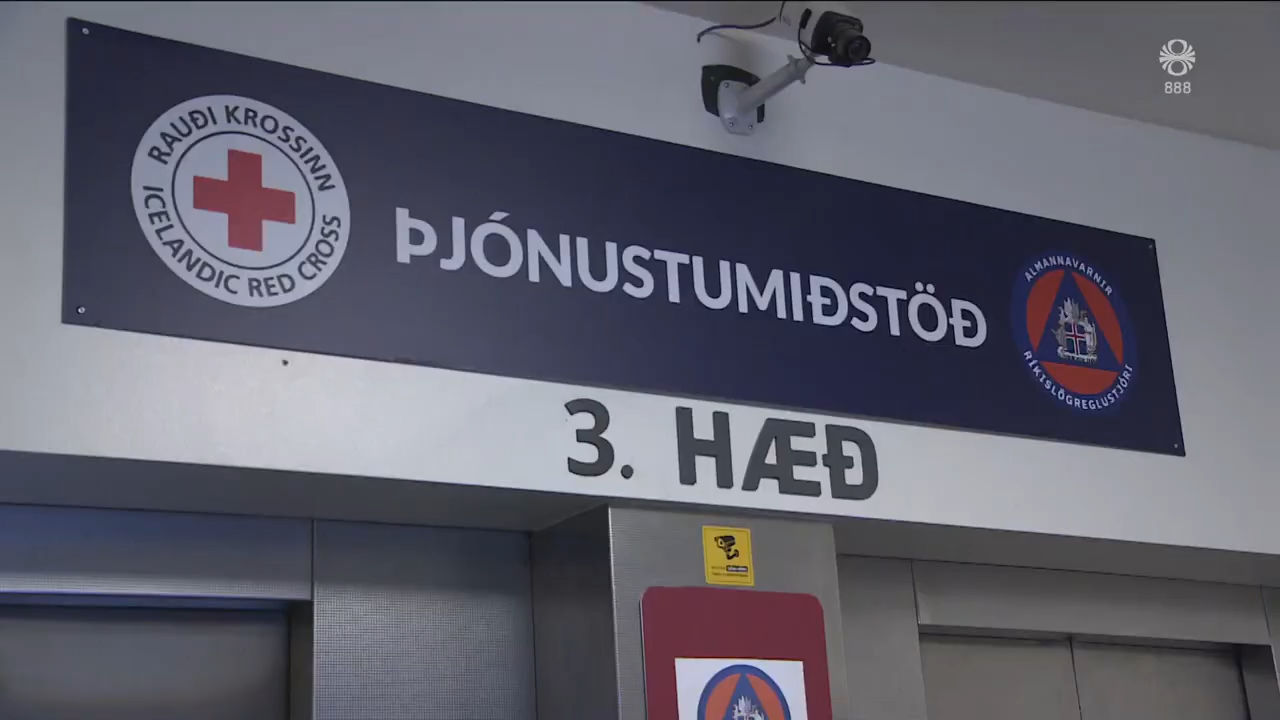 888
RAUÐI KROSSINN
ICELANDIC RED CROSS
ÞJÓNUSTUMIÐSTÖÐ
ALMANNAVARNIR
RÍKISLÖGREGLUSTJÓRI
3. HÆÐ